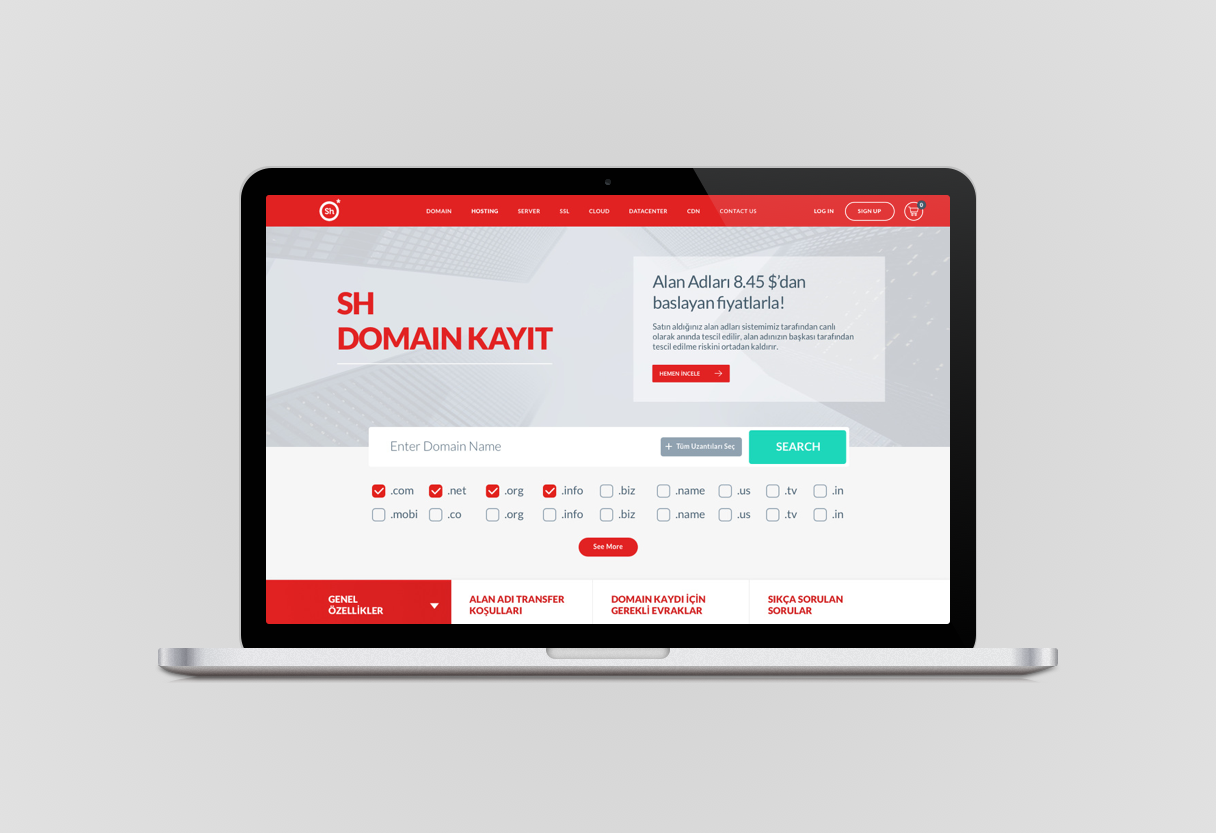 Sh
DOMAIN HOSTING SERVER SSL CLOUD DATACENTER CDN CONTACT US LOG IN SIGN UP 0
SH
DOMAIN KAYIT
Alan Adları 8.45 $'dan
baslayan fiyatlarla!
Satın aldığınız alan adları sistemimiz tarafından canlı
olarak anında tescil edilir, alan adınızın başkası tarafından
tescil edilme riskini ortadan kaldırır.
HEMEN İNCELE
Enter Domain Name
+ Tüm Uzantıları Seç
SEARCH
.com .net .org .info .biz .name .us .tv .in
.mobi .co .org .info .biz .name .us .tv .in
See More
GENEL
ÖZELLİKLER
ALAN ADI TRANSFER
KOŞULLARI
DOMAIN KAYDI İÇİN
GEREKLİ EVRAKLAR
SIKÇA SORULAN
SORULAR